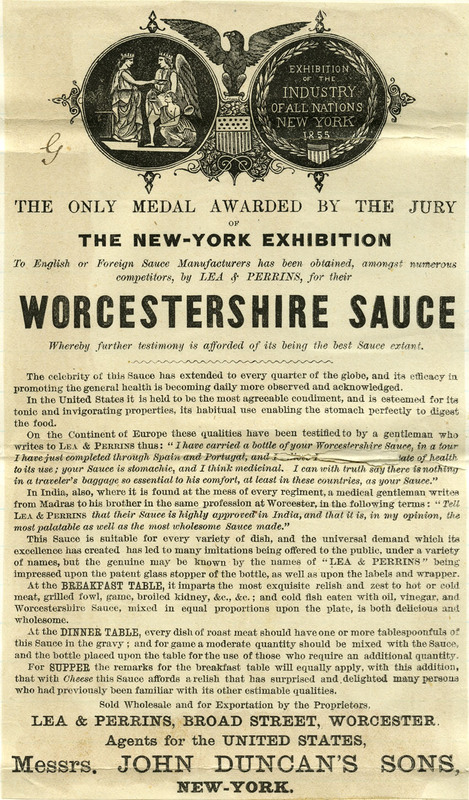 EXHIBITION
OF THE
INDUSTRY
OF ALL NATIONS
NEW YORK
1855
G
THE ONLY MEDAL AWARDED BY THE JURY
OF
THE NEW-YORK EXHIBITION
To English or Foreign Sauce Manufacturers has been obtained, amongst numerous
competitors, by LEA & PERRINS, for their
WORCESTERSHIRE SAUCE
Whereby further testimony is afforded of its being the best Sauce extant.
The celebrity of this Sauce has extended to every quarter of the globe, and its efficacy in
promoting the general health is becoming daily more observed and acknowledged.
In the United States it is held to be the most agreeable condiment, and is esteemed for its
tonic and invigorating properties, its habitual use enabling the stomach perfectly to digest
the food.
On the Continent of Europe these qualities have been testified to by a gentleman who
writes to LEA & PERRINS thus: "I have carried a bottle of your Worcestershire Sauce, in a tour
I have just completed through Spain and Portugal, and I state of health
to its use; your Sauce is stomachic, and I think medicinal. I can with truth say there is nothing
in a traveler's baggage so essential to his comfort, at least in these countries, as your Sauce."
In India, also, where it is found at the mess of every regiment, a medical gentleman writes
from Madras to his brother in the same profession at Worcester, in the following terms: "Tell
LEA & PERRINS that their Sauce is highly approved in India, and that it is, in my opinion, the
most palatable as well as the most wholesome Sauce made."
This Sauce is suitable for every variety of dish, and the universal demand which its
excellence has created has led to many imitations being offered to the public, under a variety
of names, but the genuine may be known by the names of "LEA & PERRINS" being
impressed upon the patent glass stopper of the bottle, as well as upon the labels and wrapper.
At the BREAKFAST TABLE, it imparts the most exquisite relish and zest to hot or cold
meat, grilled fowl, game, broiled kidney, &c., &c.; and cold fish eaten with oil, vinegar, and
Worcestershire Sauce, mixed in equal proportions upon the plate, is both delicious and
wholesome.
At the DINNER TABLE, every dish of roast meat should have one or more tablespoonfuls of
this Sauce in the gravy; and for game a moderate quantity should be mixed with the Sauce,
and the bottle placed upon the table for the use of those who require an additional quantity.
For SUPPER the remarks for the breakfast table will equally apply, with this addition,
that with Cheese this Sauce affords a relish that has surprised and delighted many persons
who had previously been familiar with its other estimable qualities.
Sold Wholesale and for Exportation by the Proprietors.
LEA & PERRINS, BROAD STREET, WORCESTER.
Agents for the UNITED STATES,
Messrs. JOHN DUNCAN'S SONS,
NEW-YORK.